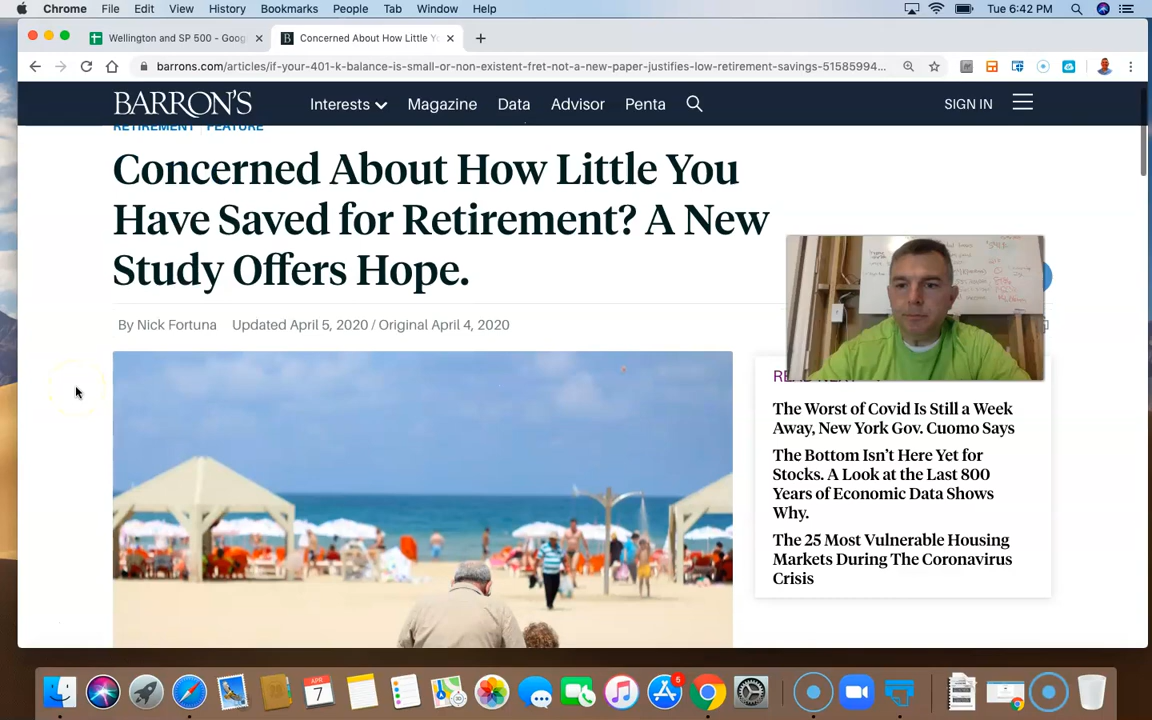 Chrome File Edit View History Bookmarks People Tab Window Help Tue 6:42 PM
Wellington and SP 500 - Goog
Concerned About How Little Y
barrons.com/articles/if-your-401-k-balance-is-small-or-non-existent-fret-not-a-new-paper-justifies-low-retirement-savings-51585994...
BARRON'S Interests Magazine Data Advisor Penta SIGN IN
RETIREMENT FEATURE
Concerned About How Little You
Have Saved for Retirement? A New
Study Offers Hope.
By Nick Fortuna Updated April 5, 2020 / Original April 4, 2020
The Worst of Covid Is Still a Week
Away, New York Gov. Cuomo Says
The Bottom Isn't Here Yet for
Stocks. A Look at the Last 800
Years of Economic Data Shows
Why.
The 25 Most Vulnerable Housing
Markets During The Coronavirus
Crisis
APR
7
5